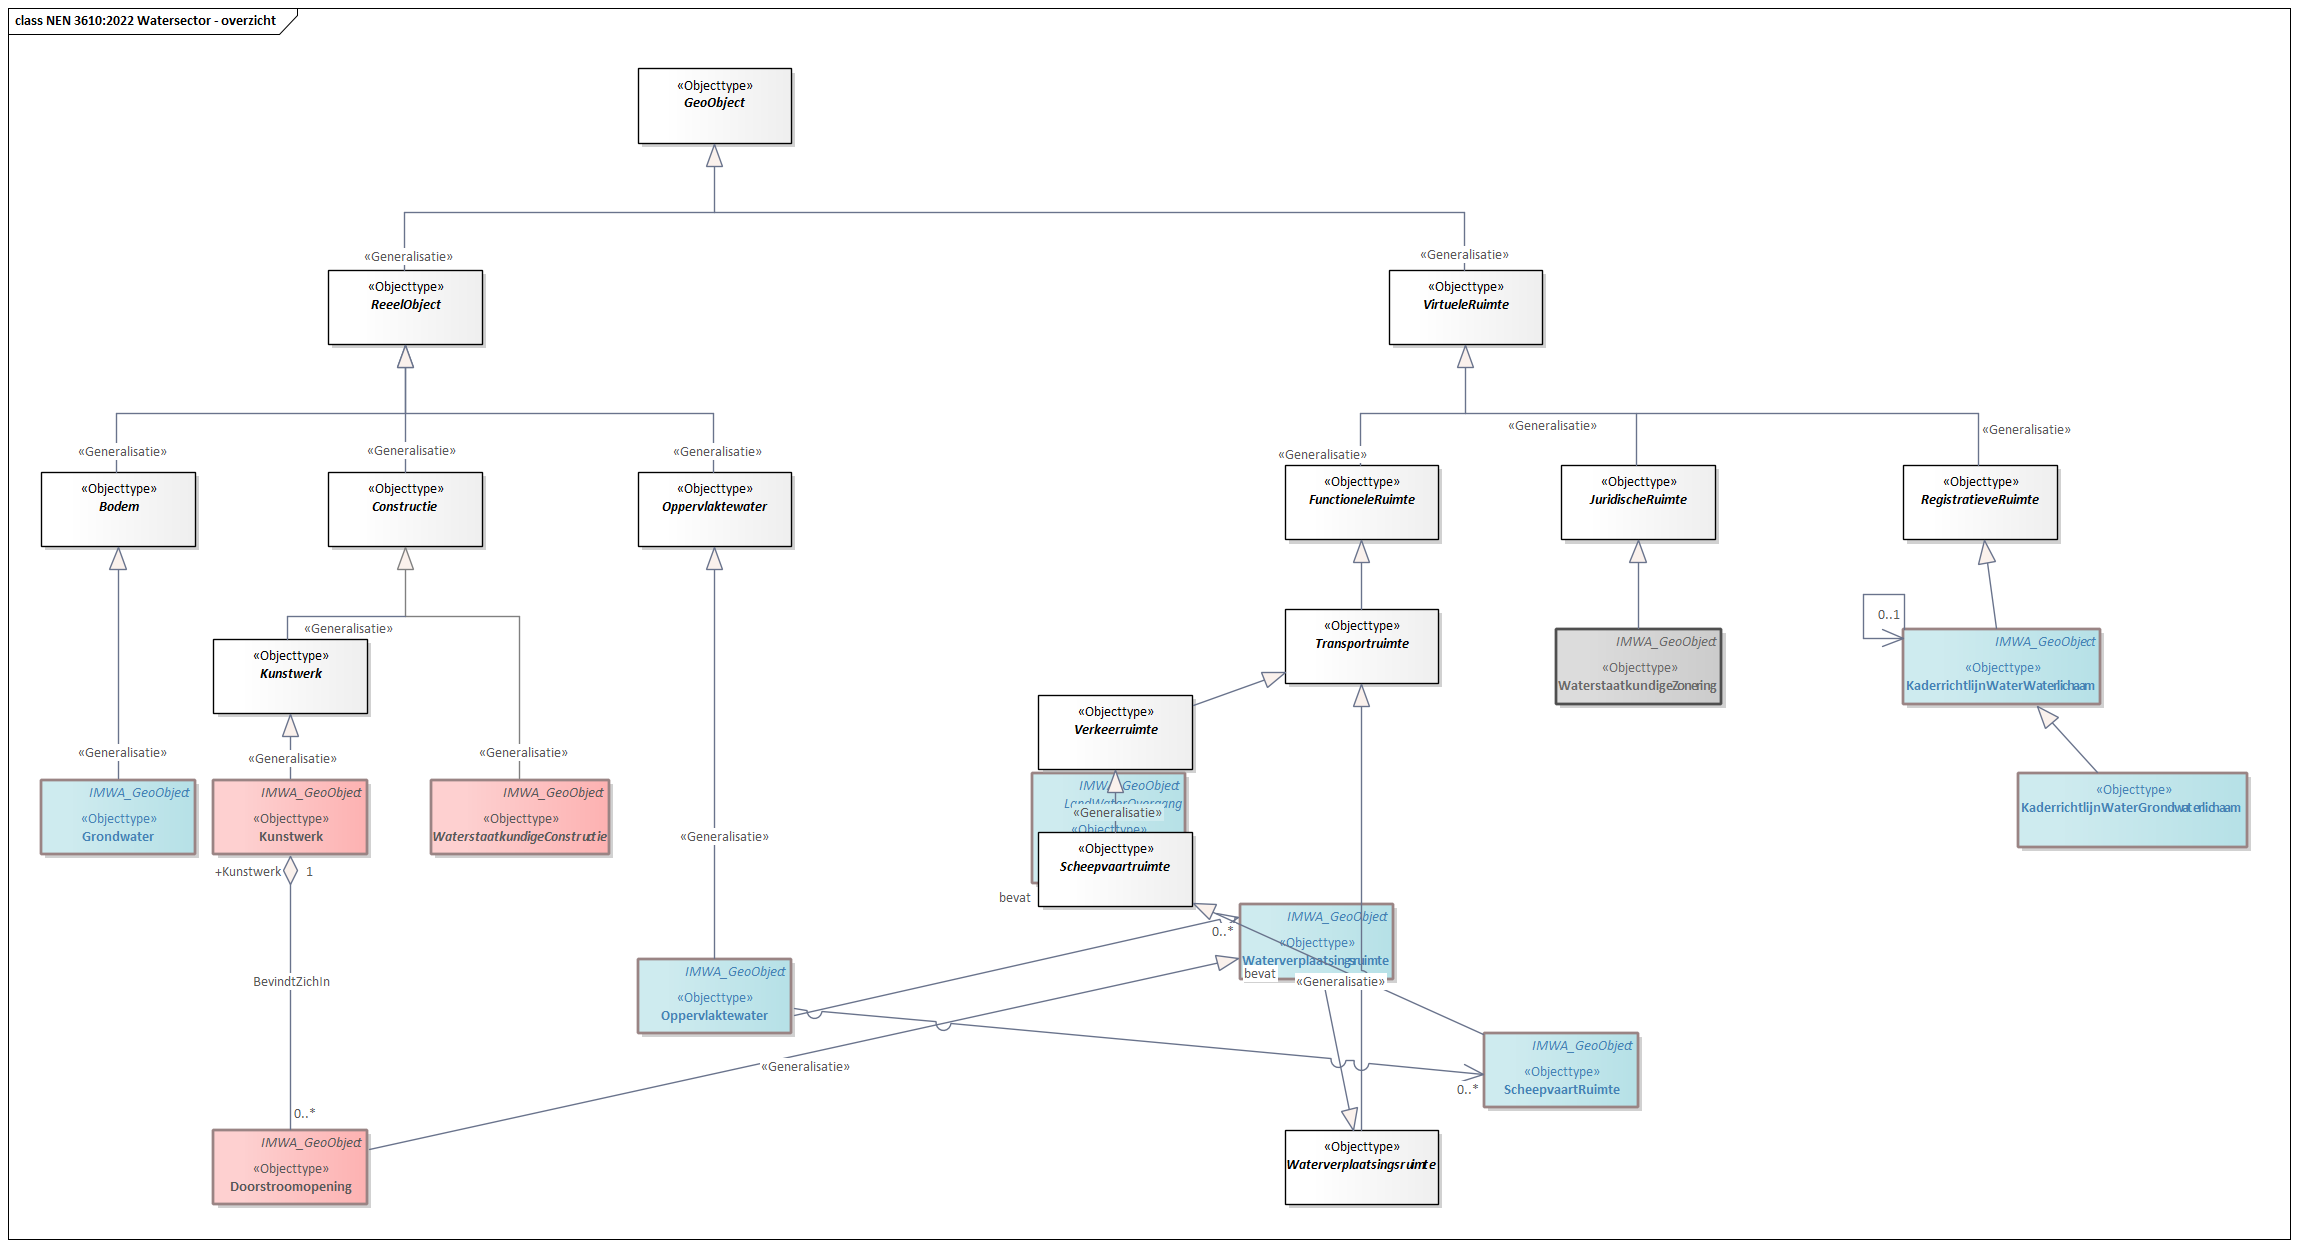 class NEN 3610:2022 Watersector - overzicht
«Objecttype»
GeoObject
«Generalisatie»
«Generalisatie»
«Objecttype»
ReeelObject
«Objecttype»
VirtueleRuimte
«Generalisatie»
«Generalisatie»
«Generalisatie»
«Generalisatie»
«Generalisatie»
«Generalisatie»
«Objecttype»
Bodem
«Objecttype»
Constructie
«Objecttype»
Oppervlaktewater
«Objecttype»
FunctioneleRuimte
«Objecttype»
JuridischeRuimte
«Objecttype»
RegistratieveRuimte
«Generalisatie»
«Objecttype»
Kunstwerk
«Objecttype»
Transportruimte
IMWA_GeoObject
«Objecttype»
WaterstaatkundigeZonering
0..1
IMWA_GeoObject
«Objecttype»
KaderrichtlijnWaterWaterlichaam
«Objecttype»
Verkeerruimte
«Generalisatie»
«Generalisatie»
«Generalisatie»
IMWA_GeoObject
«Objecttype»
Grondwater
IMWA_GeoObject
«Objecttype»
Kunstwerk
IMWA_GeoObject
«Objecttype»
WaterstaatkundigeConstructie
«Generalisatie»
IMWA_GeoObject
LandWaterOvergang
«Generalisatie»
«Objecttype»
«Objecttype»
Scheepvaartruimte
«Objecttype»
KaderrichtlijnWaterGrondwaterlichaam
+Kunstwerk
1
bevat
0..*
IMWA_GeoObject
«Objecttype»
Waterverplaatsingsruimte
bevat
«Generalisatie»
BevindtZichIn
IMWA_GeoObject
«Objecttype»
Oppervlaktewater
«Generalisatie»
IMWA_GeoObject
«Objecttype»
ScheepvaartRuimte
0..*
0..*
IMWA_GeoObject
«Objecttype»
Doorstroomopening
«Objecttype»
Waterverplaatsingsruimte